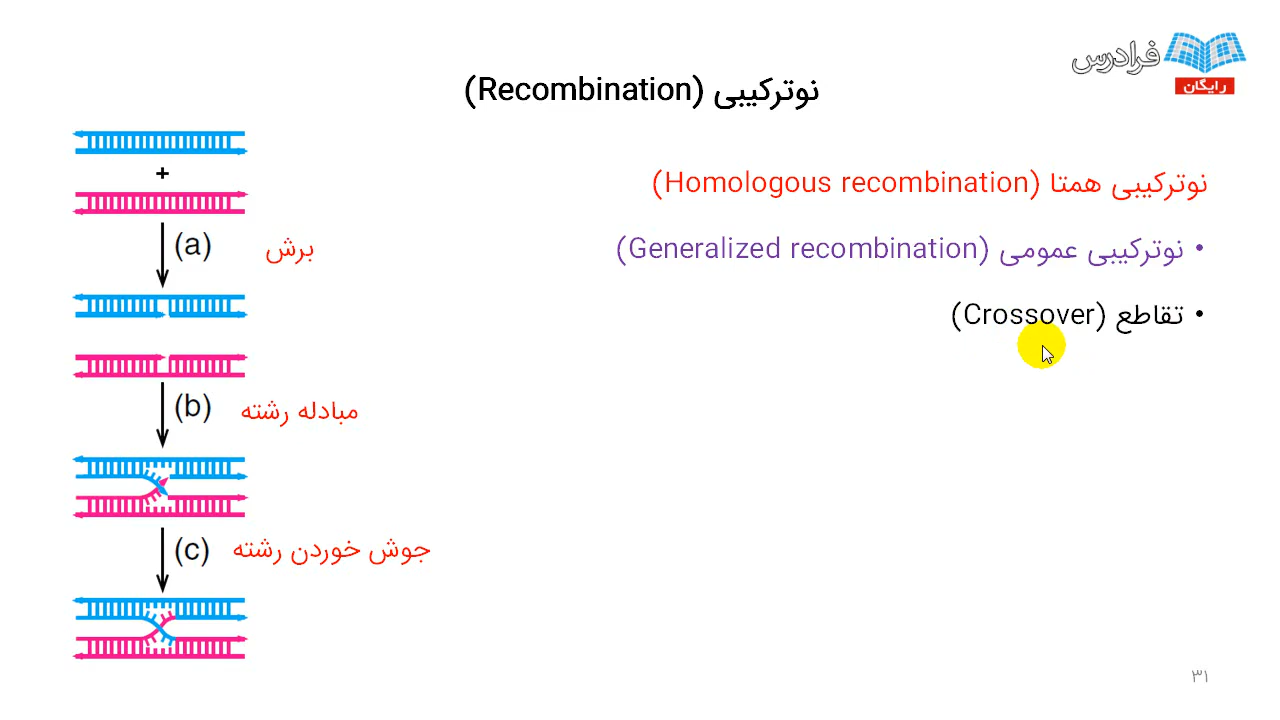 فرادرس
رایگان
نوترکیبی (Recombination)
نوترکیبی همتا (Homologous recombination)
• نوترکیبی عمومی (Generalized recombination)
• تقاطع (Crossover)
+
(a) برش
(b) مبادله رشته
(c) جوش خوردن رشته
۳۱